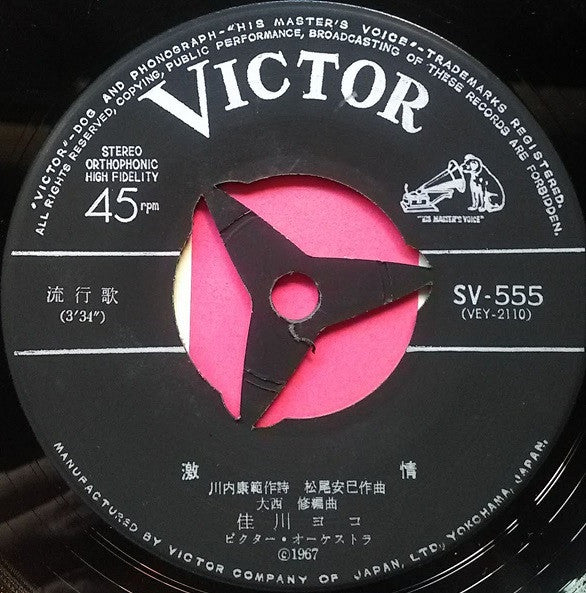 "VICTOR"-DOG AND PHONOGRAPH-"HIS MASTER'S VOICE"-TRADEMARKS REGISTERED.
ALL RIGHTS RESERVED, COPYING, PUBLIC PERFORMANCE, BROADCASTING OF THESE RECORDS ARE FORBIDDEN.
VICTOR
STEREO
ORTHOPHONIC
HIGH FIDELITY
45 rpm
"HIS MASTER'S VOICE"
流行歌
(3'34")
SV-555
(VEY-2110)
激情
川内康範作詩 松尾安巳作曲
大西 修編曲
佳川ヨコ
ビクター・オーケストラ
©1967
MANUFACTURED BY VICTOR COMPANY OF JAPAN, LTD., YOKOHAMA, JAPAN.